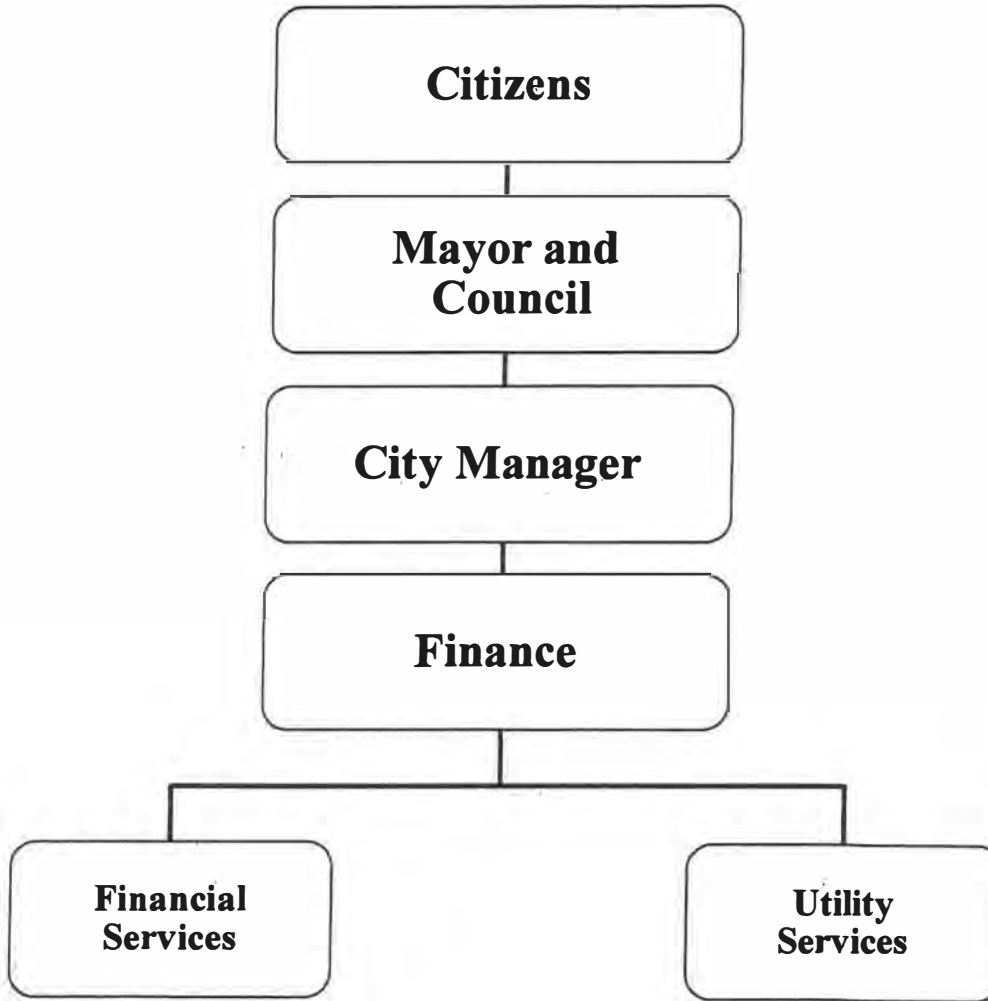 Citizens
Mayor and
Council
City Manager
Finance
Financial
Services
Utility
Services